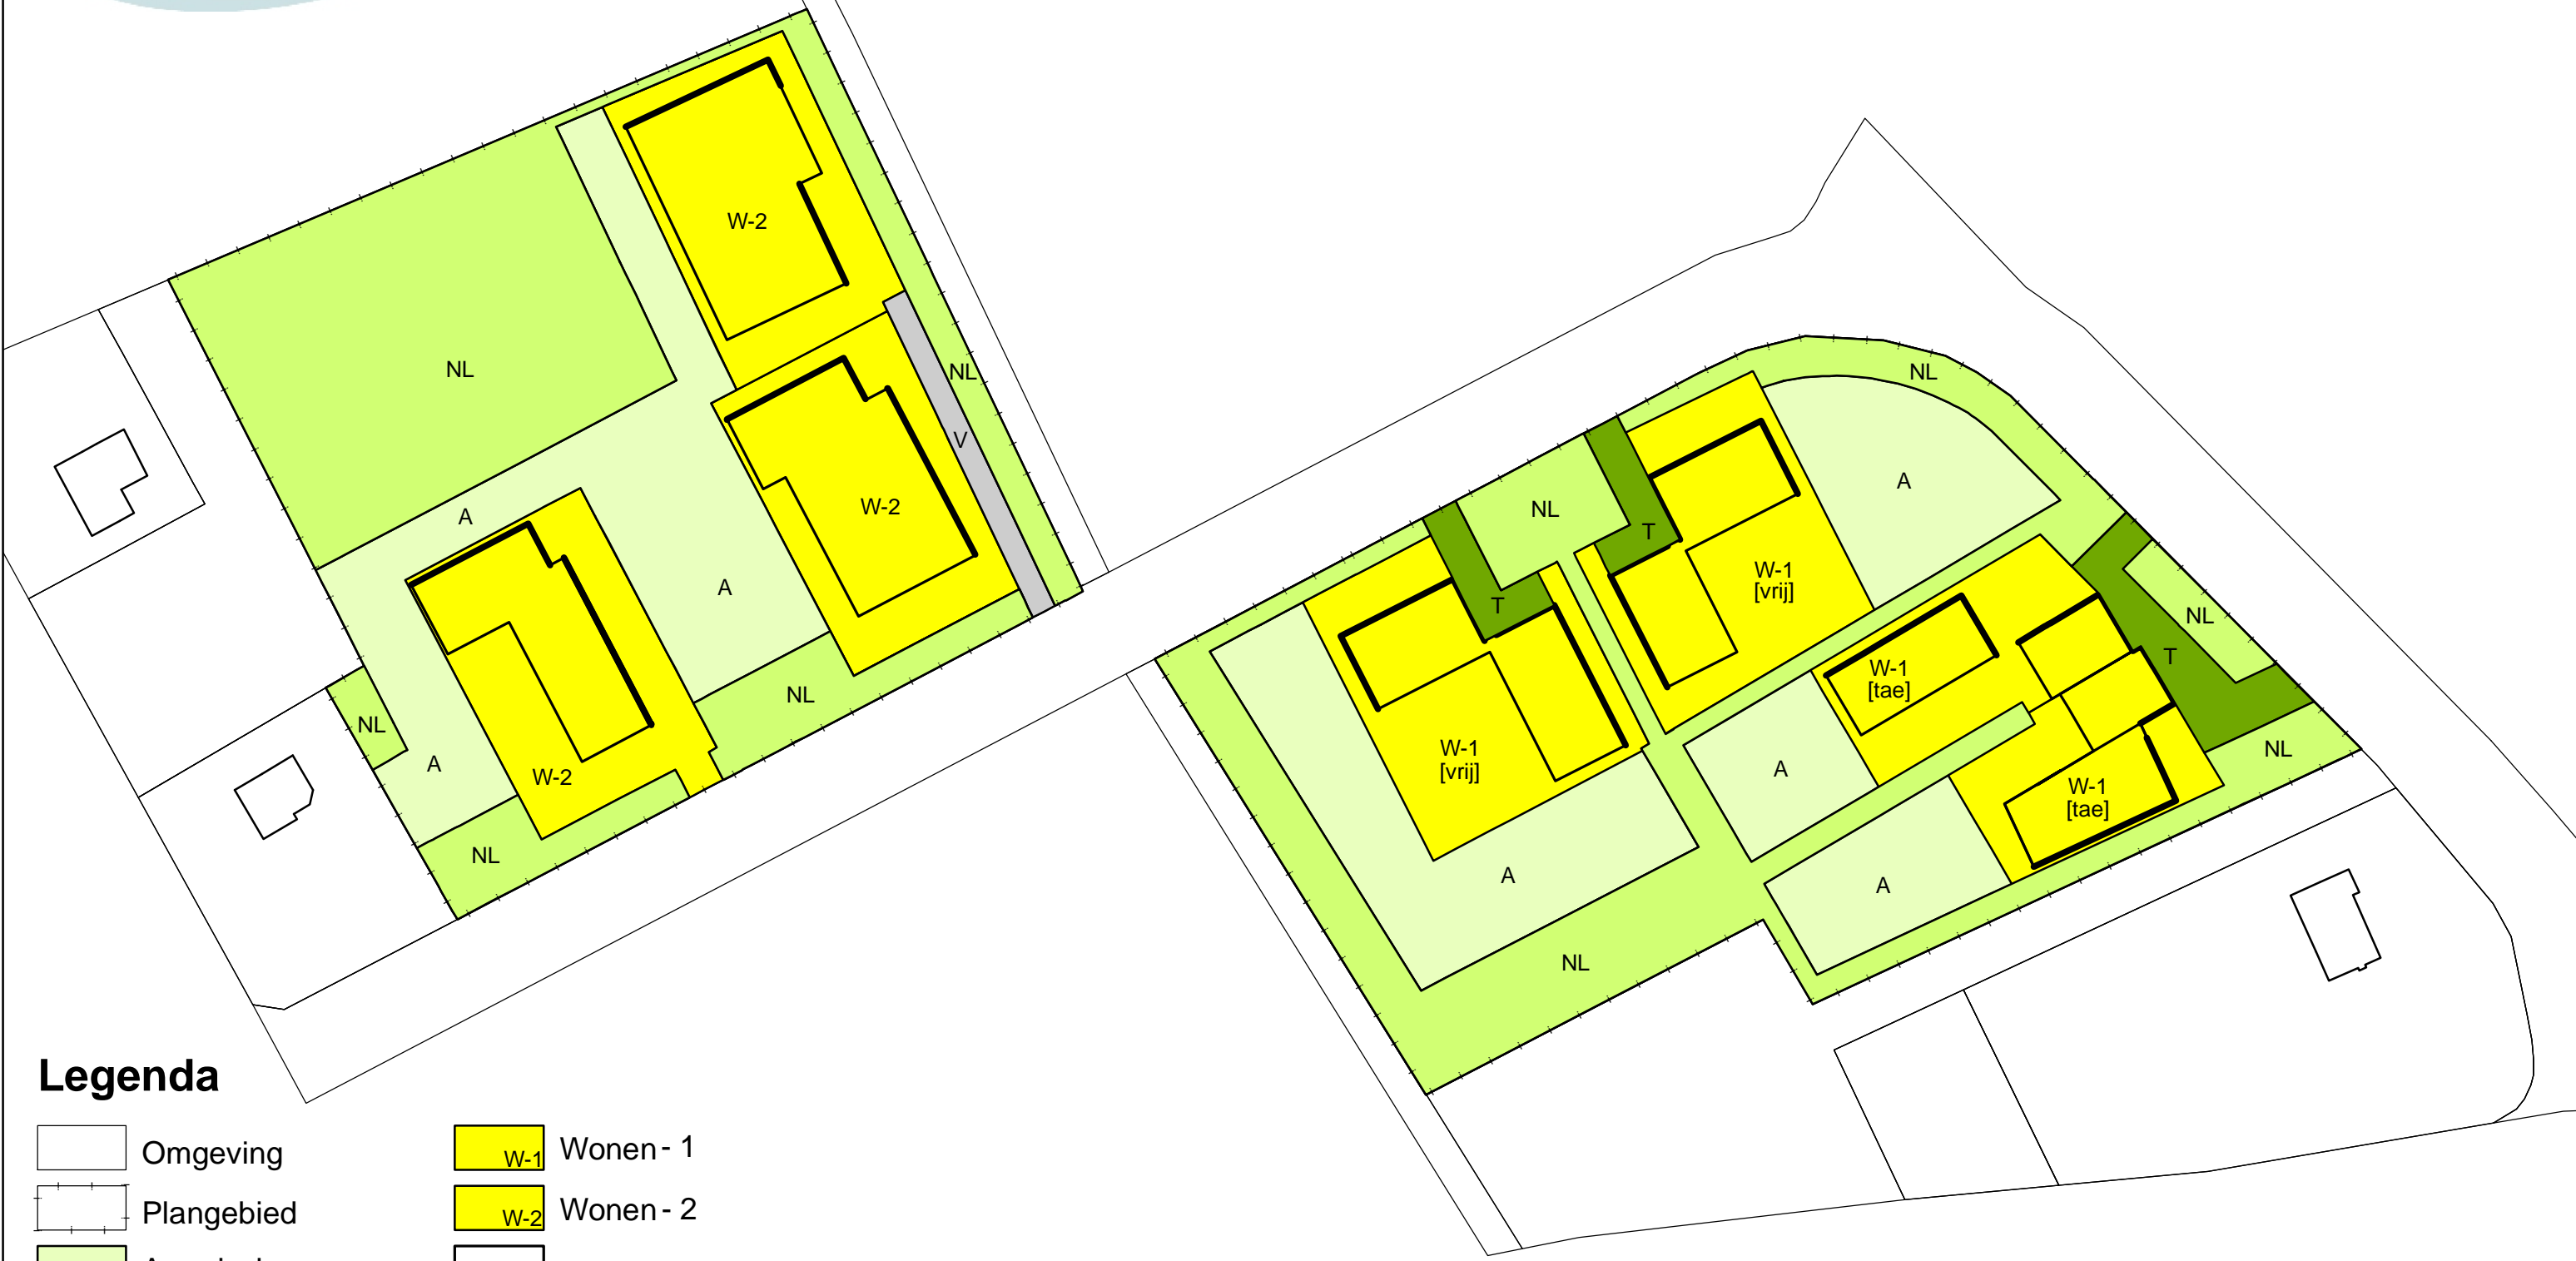 W-2
NL
NL
NL
V
A
W-2
NL
A
T
A
W-1
[vrij]
T
NL
NL
T
W-1
[tae]
NL
NL
A
W-1
[vrij]
NL
A
A
W-2
W-1
[tae]
NL
A
A
NL
Legenda
Omgeving
W-1 Wonen - 1
Plangebied
W-2 Wonen - 2